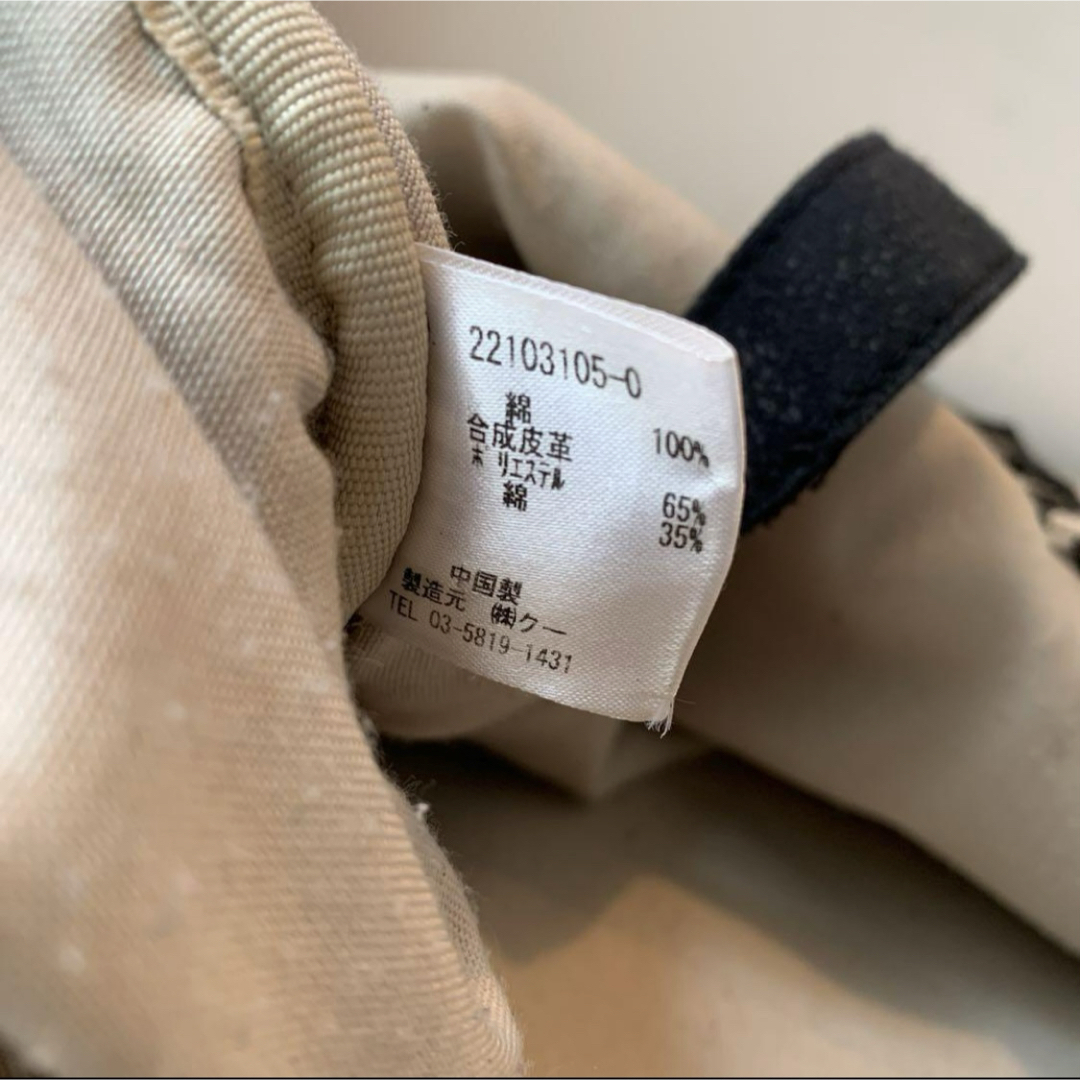 22103105-0
綿 100%
合成皮革
ポリエステル 65%
綿 35%
中国製
製造元 ㈱クー
TEL 03-5819-1431